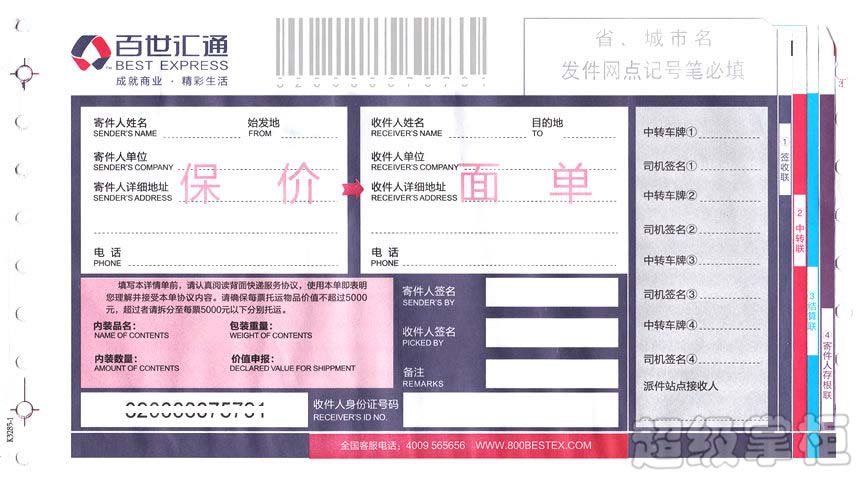 百世汇通
BEST EXPRESS
成就商业 · 精彩生活
省、城市名
发件网点记号笔必填
寄件人姓名 始发地
SENDER'S NAME FROM
寄件人单位
SENDER'S COMPANY
寄件人详细地址
SENDER'S ADDRESS
电 话
PHONE
收件人姓名 目的地
RECEIVER'S NAME TO
收件人单位
RECEIVER'S COMPANY
收件人详细地址
RECEIVER'S ADDRESS
电 话
PHONE
保 价 面 单
中转车牌①
司机签名①
中转车牌②
司机签名②
中转车牌③
司机签名③
中转车牌④
司机签名④
派件站点接收人
1 签收联
2 中转联
3 结算联
4 寄件人存根联
填写本详情单前，请认真阅读背面快递服务协议，使用本单即表明
您理解并接受本单协议内容。请确保每票托运物品价值不超过5000
元，超过者请拆分至每票5000元以下分别托运。
内装品名： 包装重量：
NAME OF CONTENTS WEIGHT OF CONTENTS
内装数量： 价值申报：
AMOUNT OF CONTENTS DECLARED VALUE FOR SHIPPMENT
寄件人签名
SENDER'S BY
收件人签名
PICKED BY
备注
REMARKS
收件人身份证号码
RECEIVER'S ID NO.
全国客服电话：4009 565656 WWW.800BESTEX.COM
K3285-1
超级掌柜